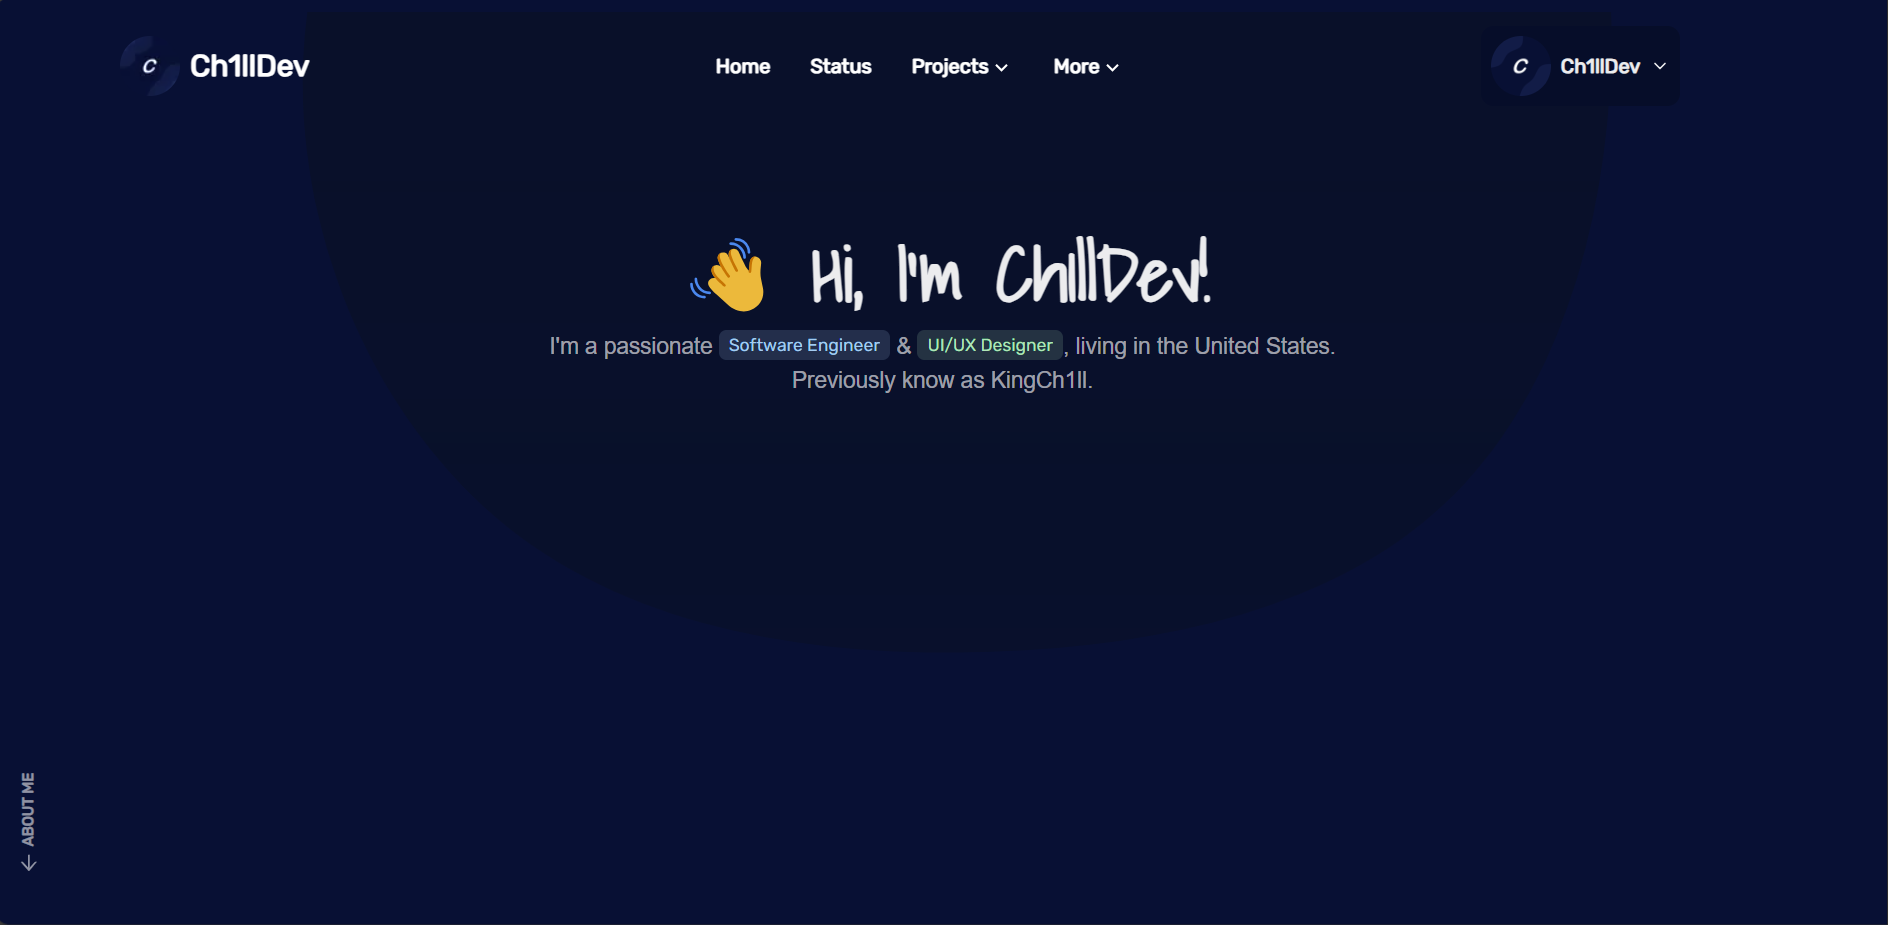 C Ch1llDev
Home Status Projects More
C Ch1llDev
Hi, I'm Ch1llDev!
I'm a passionate Software Engineer & UI/UX Designer, living in the United States.
Previously know as KingCh1ll.
ABOUT ME